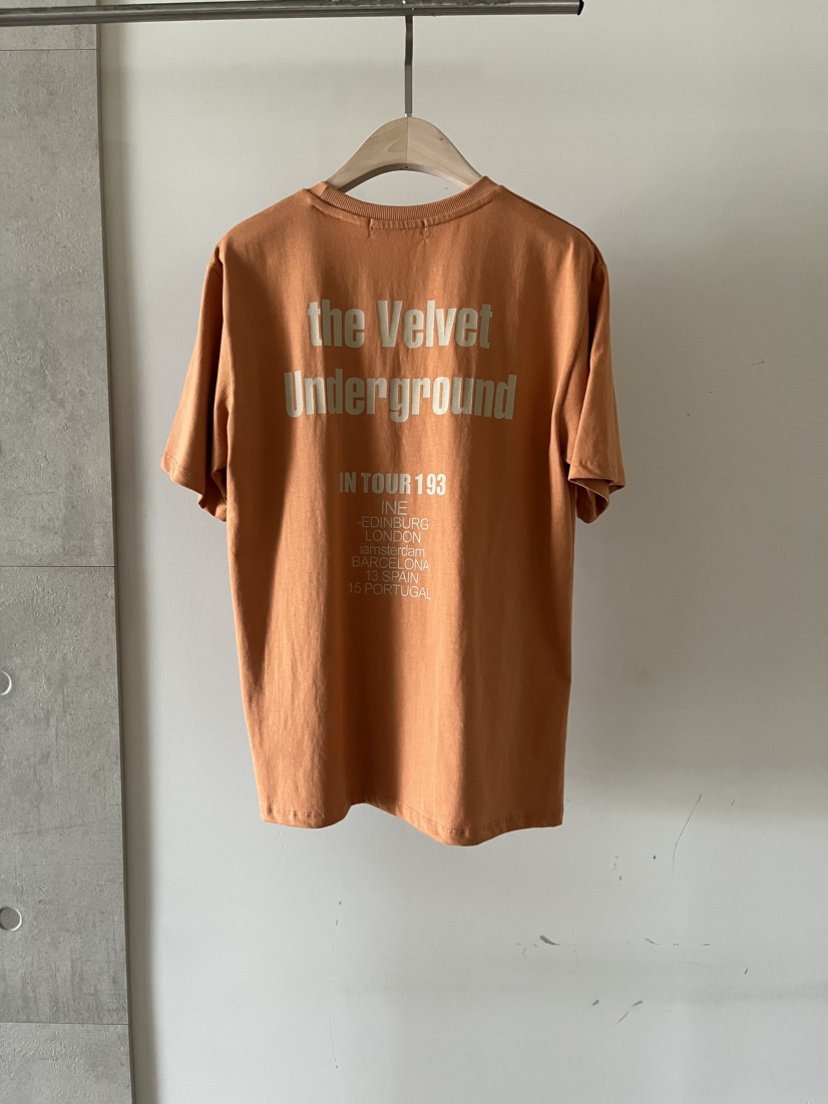 the Velvet
Underground
IN TOUR 193
INE
-EDINBURG
LONDON
iamsterdam
BARCELONA
13 SPAIN
15 PORTUGAL